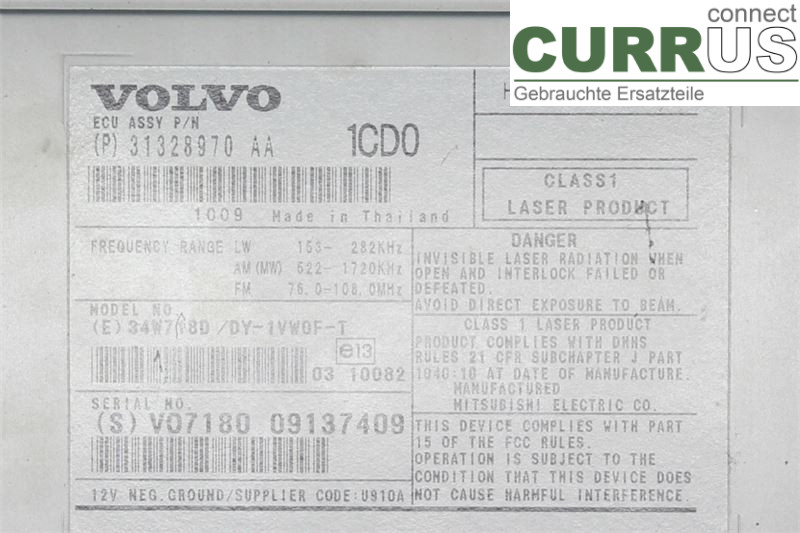 connect
CURRUS
Gebrauchte Ersatzteile
VOLVO
ECU ASSY P/N
(P) 31328970 AA
1CD0
1009 Made in Thailand
CLASS1
LASER PRODUCT
FREQUENCY RANGE LW 153- 282KHz
AM(MW) 522- 1720KHz
FM 76.0-108.0MHz
DANGER
INVISIBLE LASER RADIATION WHEN
OPEN AND INTERLOCK FAILED OR
DEFEATED.
AVOID DIRECT EXPOSURE TO BEAM.
MODEL NO.
(E) /DY-1VW0F-T
e13
03 10082
CLASS 1 LASER PRODUCT
PRODUCT COMPLIES WITH DHHS
RULES 21 CFR SUBCHAPTER J PART
1040:10 AT DATE OF MANUFACTURE.
MANUFACTURED
MITSUBISHI ELECTRIC CO.
SERIAL NO.
(S) V07180 09137409
THIS DEVICE COMPLIES WITH PART
15 OF THE FCC RULES.
OPERATION IS SUBJECT TO THE
CONDITION THAT THIS DEVICE DOES
NOT CAUSE HARMFUL INTERFERENCE.
12V NEG.GROUND/SUPPLIER CODE:U910A